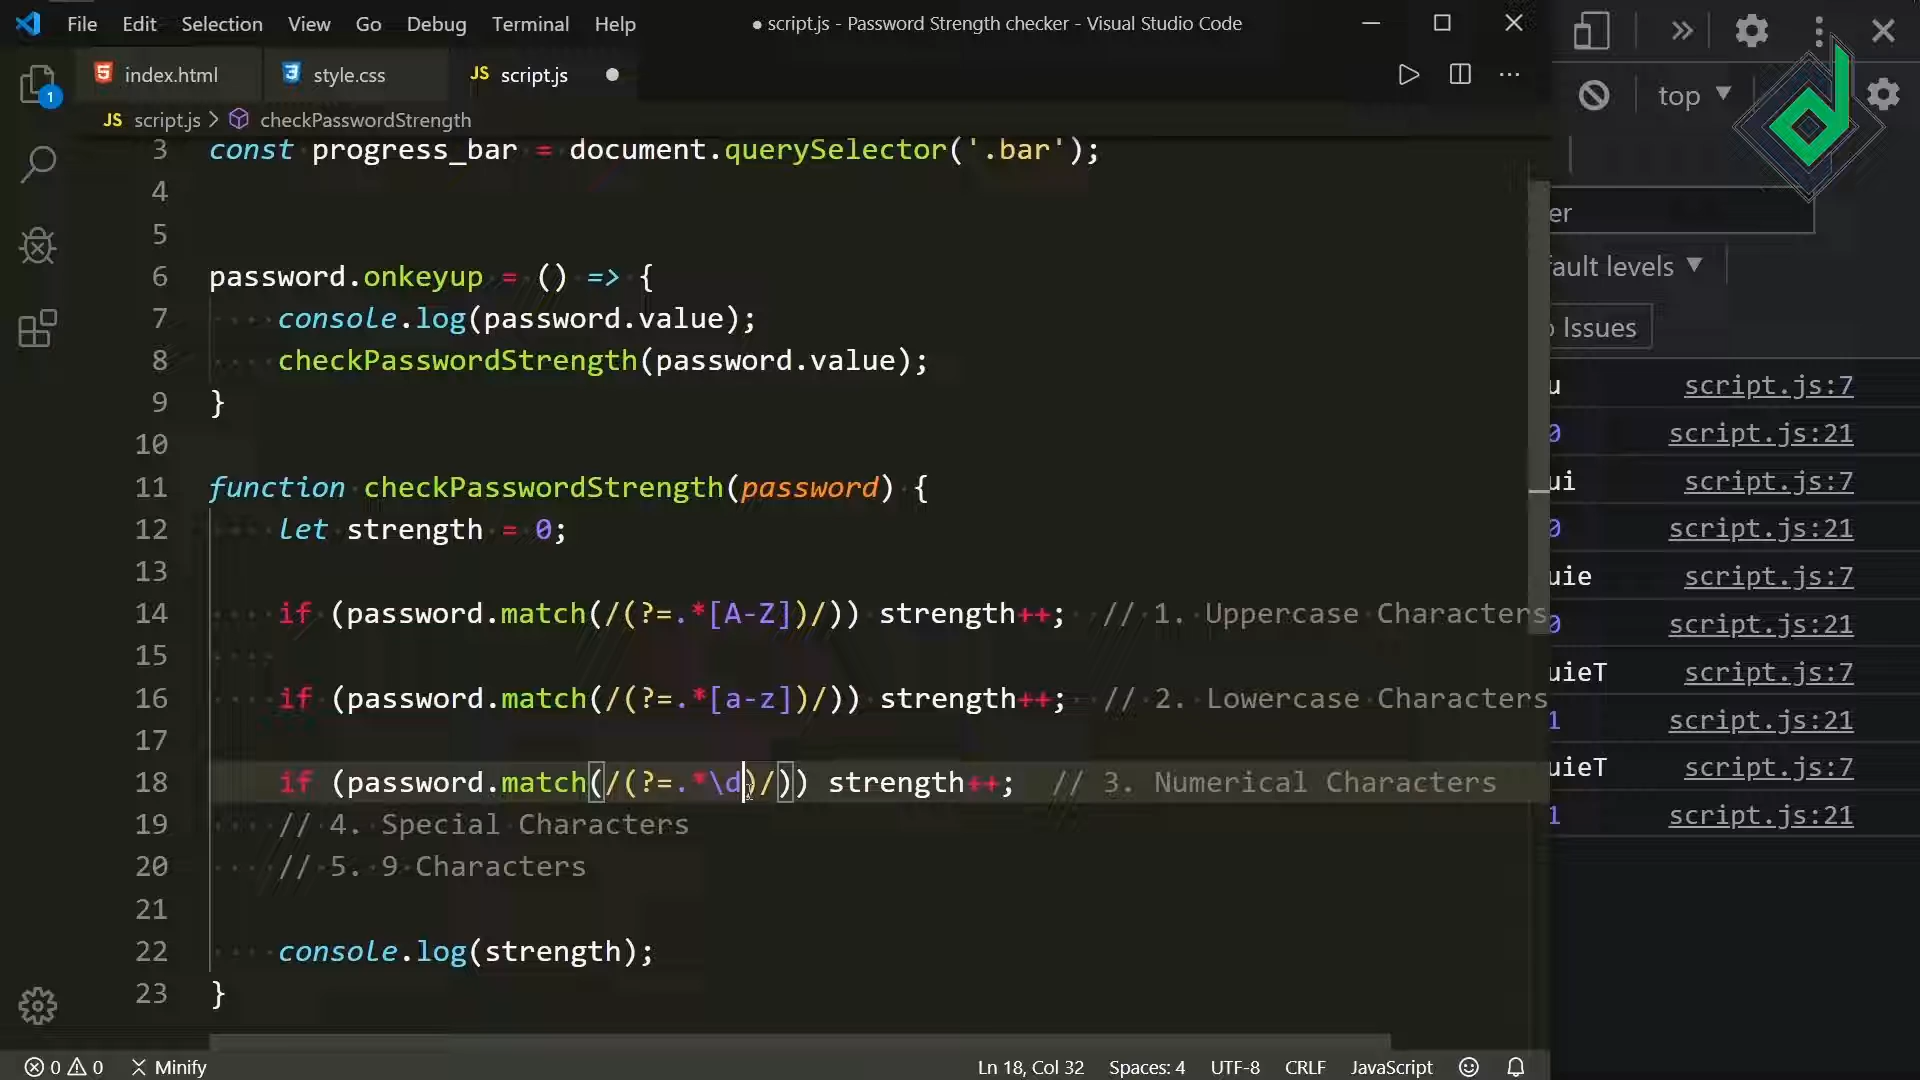 File Edit Selection View Go Debug Terminal Help
● script.js - Password Strength checker - Visual Studio Code
index.html
style.css
JS script.js ●
JS script.js > checkPasswordStrength
3 const progress_bar = document.querySelector('.bar');
4
5
6 password.onkeyup = () => {
7 console.log(password.value);
8 checkPasswordStrength(password.value);
9 }
10
11 function checkPasswordStrength(password) {
12 let strength = 0;
13
14 if (password.match(/(?=.*[A-Z])/)) strength++; // 1. Uppercase Characters
15
16 if (password.match(/(?=.*[a-z])/)) strength++; // 2. Lowercase Characters
17
18 if (password.match(/(?=.*\d)/)) strength++; // 3. Numerical Characters
19 // 4. Special Characters
20 // 5. 9 Characters
21
22 console.log(strength);
23 }
1
0 0 Minify
Ln 18, Col 32 Spaces: 4 UTF-8 CRLF JavaScript
top
er
fault levels
Issues
u script.js:7
0 script.js:21
ui script.js:7
0 script.js:21
uie script.js:7
0 script.js:21
uieT script.js:7
1 script.js:21
uieT script.js:7
1 script.js:21